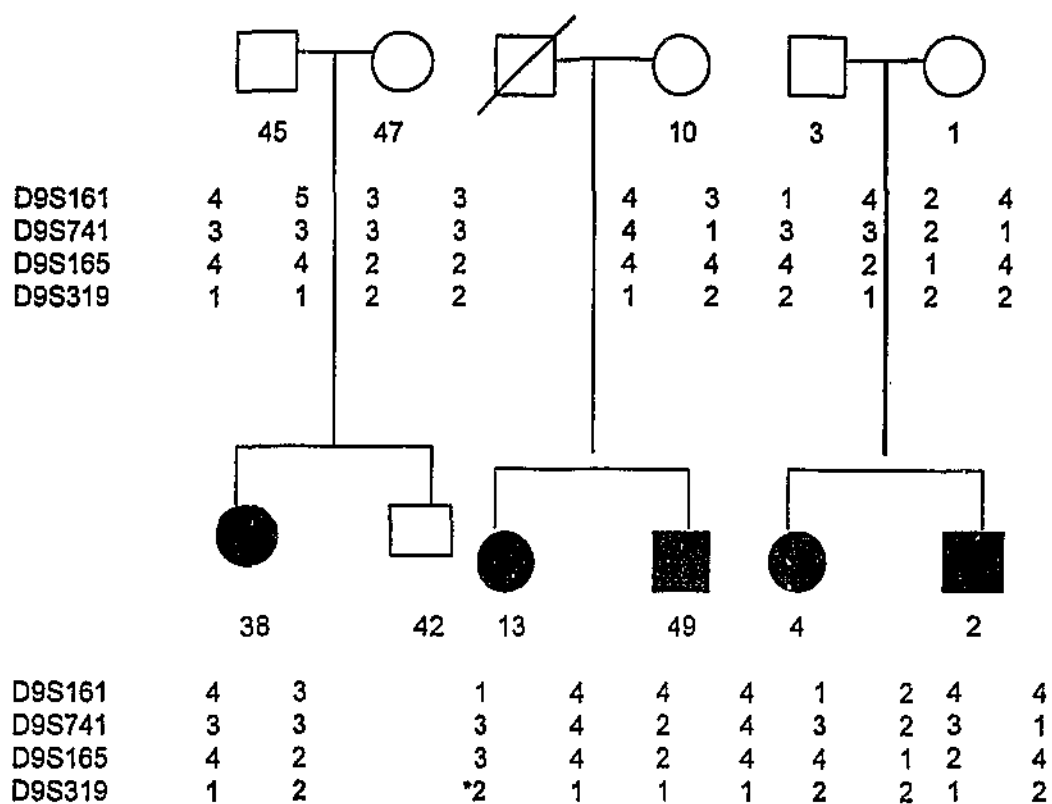 45 47 10 3 1
D9S161 4 5 3 3 4 3 1 4 2 4
D9S741 3 3 3 3 4 1 3 3 2 1
D9S165 4 4 2 2 4 4 4 2 1 4
D9S319 1 1 2 2 1 2 2 1 2 2
38 42 13 49 4 2
D9S161 4 3 1 4 4 4 1 2 4 4
D9S741 3 3 3 4 2 4 3 2 3 1
D9S165 4 2 3 4 2 4 4 1 2 4
D9S319 1 2 *2 1 1 1 2 2 1 2